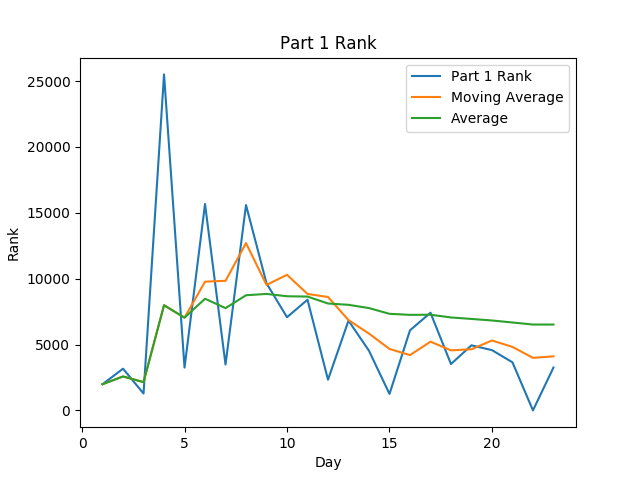 Part 1 Rank
Part 1 Rank
Moving Average
Average
25000
20000
15000
10000
5000
0
Rank
0 5 10 15 20
Day